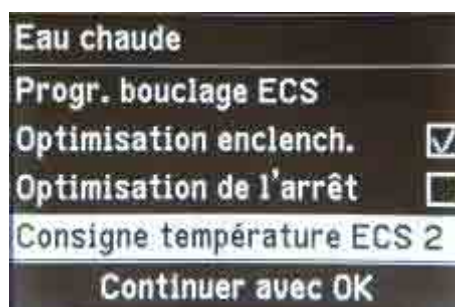 Eau chaude
Progr. bouclage ECS
Optimisation enclench.
Optimisation de l'arrêt
Consigne température ECS 2
Continuer avec OK